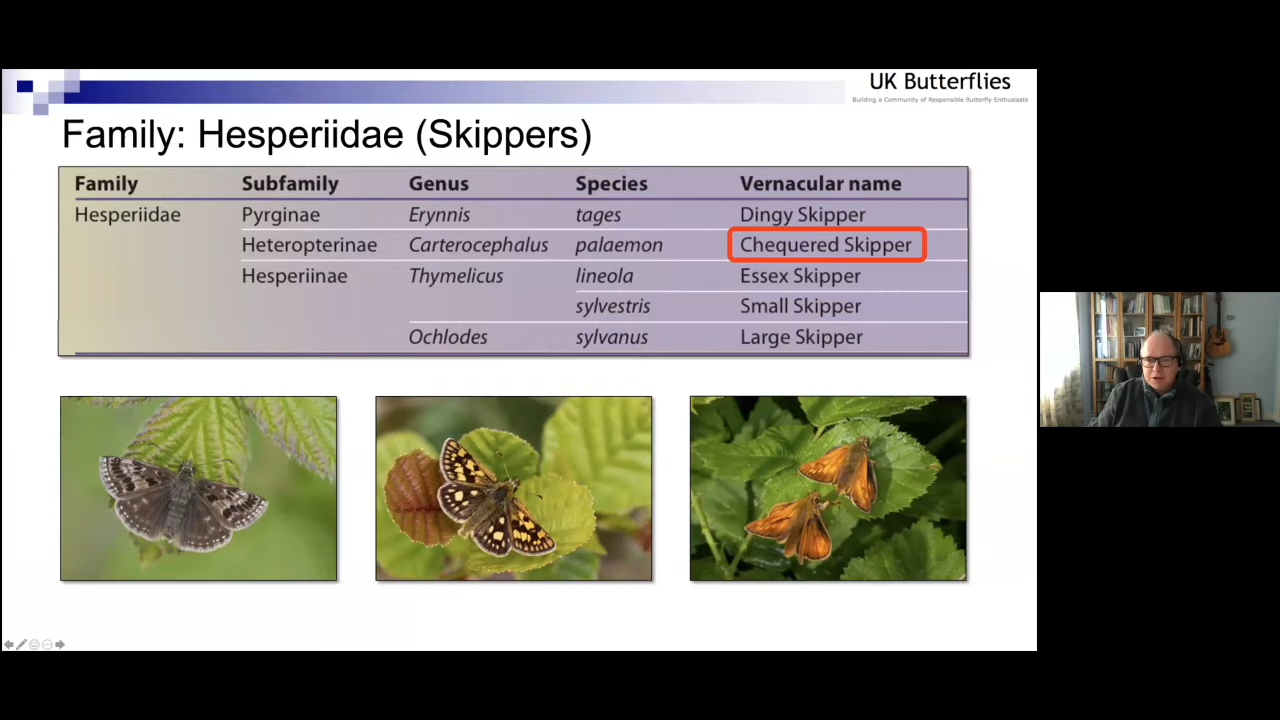 UK Butterflies
Building a Community of Responsible Butterfly Enthusiasts
Family: Hesperiidae (Skippers)
Family Subfamily Genus Species Vernacular name
Hesperiidae Pyrginae Erynnis tages Dingy Skipper
Heteropterinae Carterocephalus palaemon Chequered Skipper
Hesperiinae Thymelicus lineola Essex Skipper
sylvestris Small Skipper
Ochlodes sylvanus Large Skipper